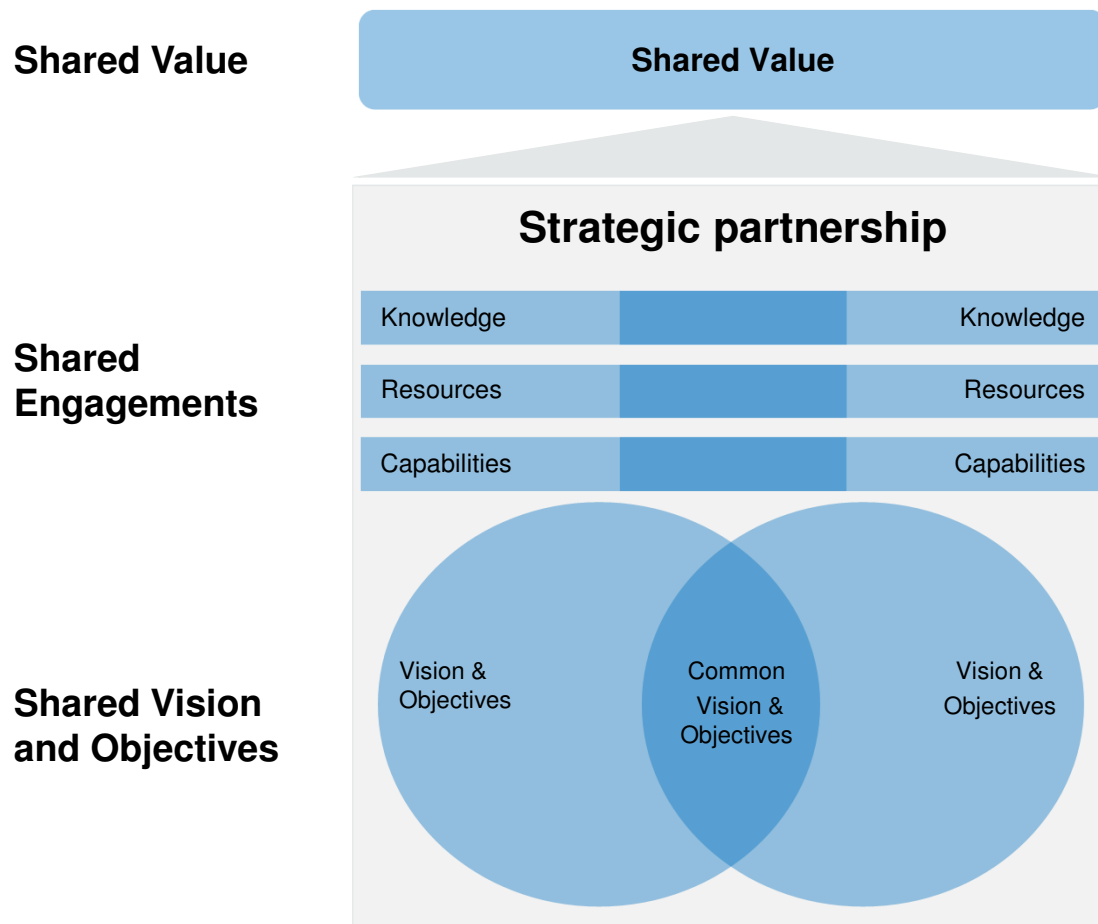 Shared Value
Shared Value
Strategic partnership
Shared
Engagements
Knowledge
Knowledge
Resources
Resources
Capabilities
Capabilities
Shared Vision
and Objectives
Vision &
Objectives
Common
Vision &
Objectives
Vision &
Objectives